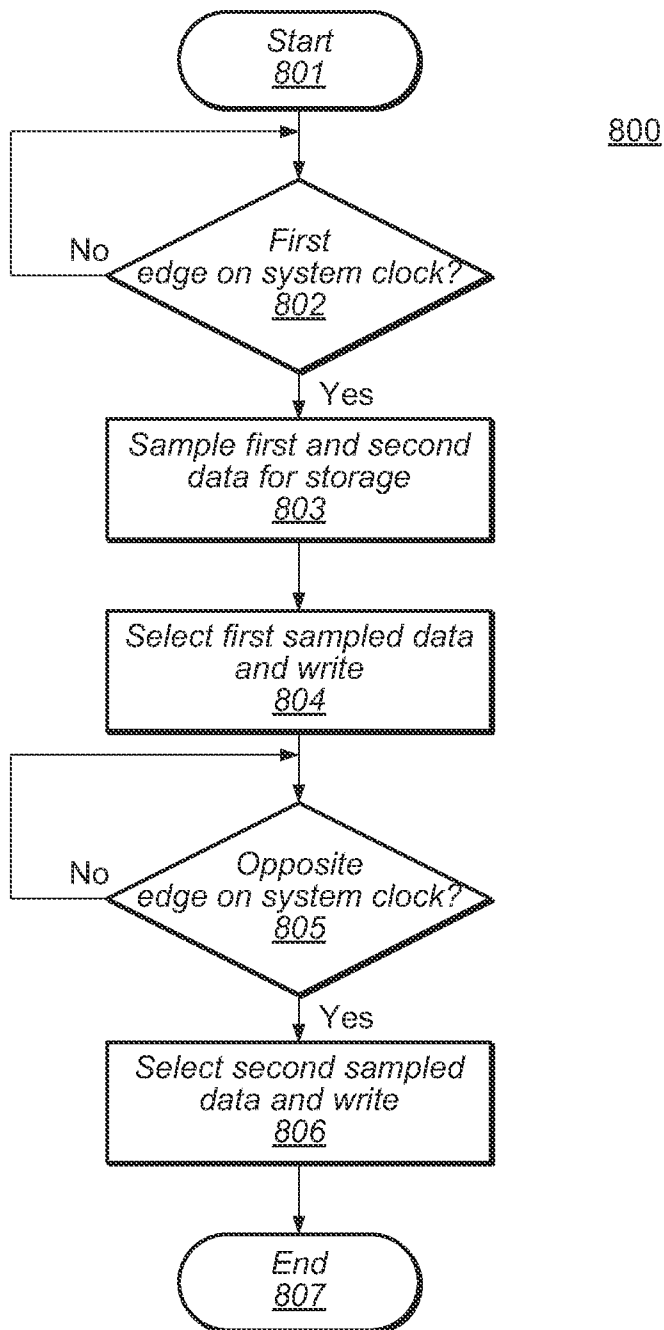 Start
801
800
No
First
edge on system clock?
802
Yes
Sample first and second
data for storage
803
Select first sampled data
and write
804
No
Opposite
edge on system clock?
805
Yes
Select second sampled
data and write
806
End
807